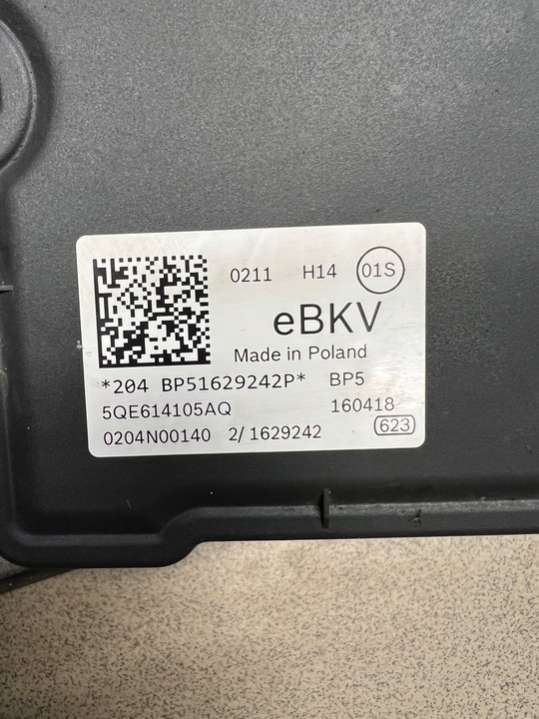 0211 H14 01S
eBKV
Made in Poland
*204 BP51629242P* BP5
5QE614105AQ 160418
0204N00140 2/ 1629242 623